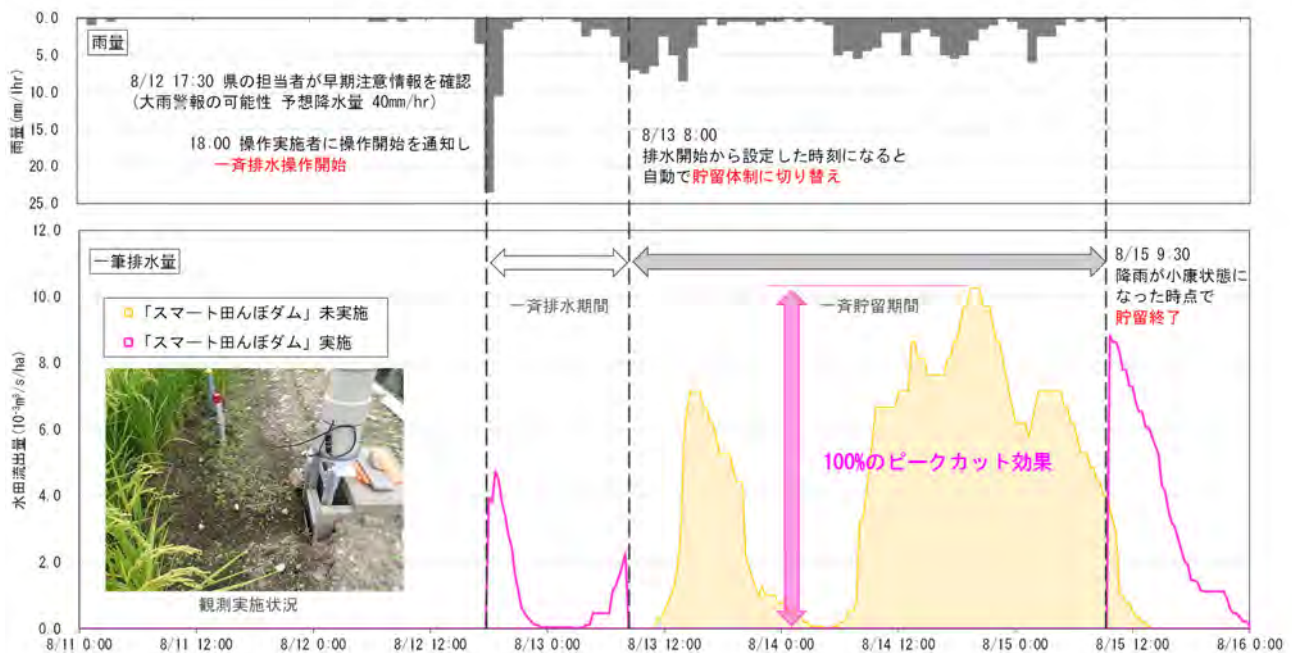 0.0
5.0
10.0
15.0
20.0
25.0
雨量(mm/1hr)
雨量
8/12 17:30 県の担当者が早期注意情報を確認
(大雨警報の可能性 予想降水量 40mm/hr)
18:00 操作実施者に操作開始を通知し
一斉排水操作開始
8/13 8:00
排水開始から設定した時刻になると
自動で貯留体制に切り替え
12.0
10.0
8.0
6.0
4.0
2.0
0.0
水田流出量(10⁻³m³/s/ha)
一筆排水量
「スマート田んぼダム」未実施
「スマート田んぼダム」実施
観測実施状況
一斉排水期間
一斉貯留期間
100%のピークカット効果
8/15 9:30
降雨が小康状態に
なった時点で
貯留終了
8/11 0:00 8/11 12:00 8/12 0:00 8/12 12:00 8/13 0:00 8/13 12:00 8/14 0:00 8/14 12:00 8/15 0:00 8/15 12:00 8/16 0:00